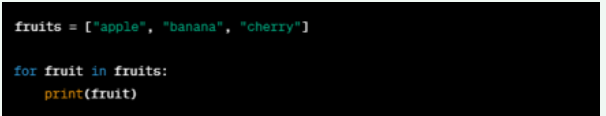 fruits = ["apple", "banana", "cherry"]
for fruit in fruits:
    print(fruit)